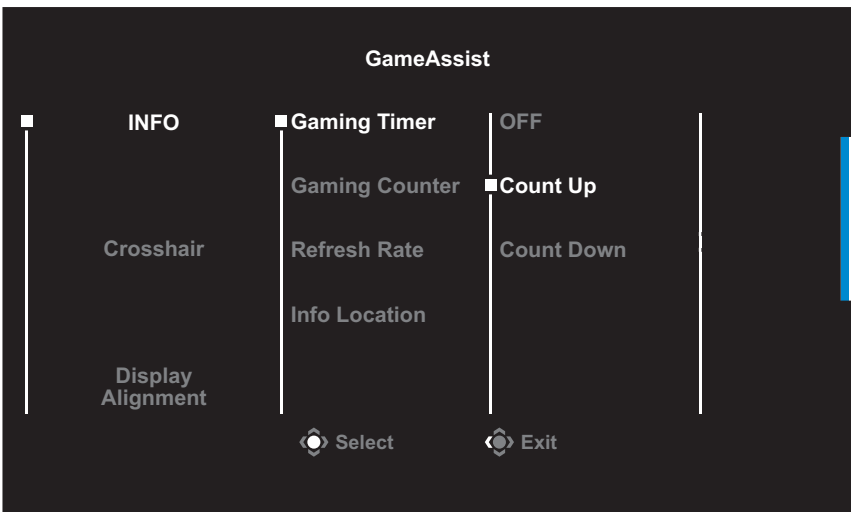 GameAssist
INFO
Gaming Timer
OFF
Gaming Counter
Count Up
Crosshair
Refresh Rate
Count Down
Info Location
Display
Alignment
Select
Exit